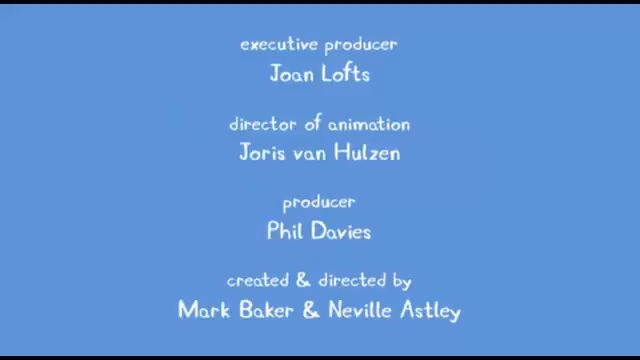 executive producer
Joan Lofts
director of animation
Joris van Hulzen
producer
Phil Davies
created & directed by
Mark Baker & Neville Astley